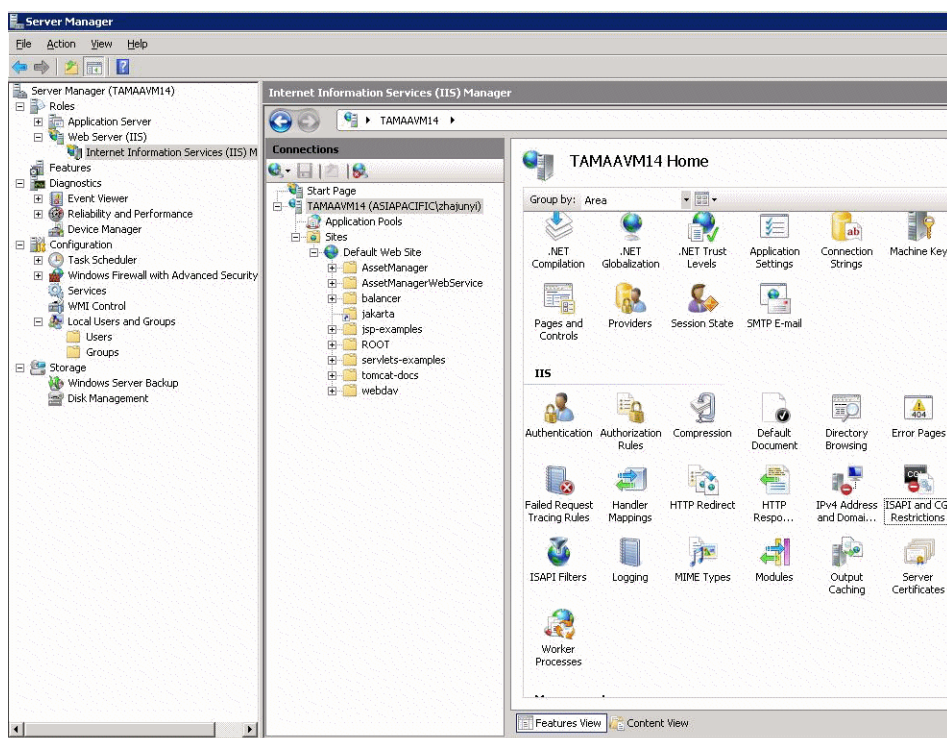 Server Manager
File Action View Help
Server Manager (TAMAAVM14)
Roles
Application Server
Web Server (IIS)
Internet Information Services (IIS) M
Features
Diagnostics
Event Viewer
Reliability and Performance
Device Manager
Configuration
Task Scheduler
Windows Firewall with Advanced Security
Services
WMI Control
Local Users and Groups
Users
Groups
Storage
Windows Server Backup
Disk Management
Internet Information Services (IIS) Manager
TAMAAVM14
Connections
Start Page
TAMAAVM14 (ASIAPACIFIC\zhajunyi)
Application Pools
Sites
Default Web Site
AssetManager
AssetManagerWebService
balancer
jakarta
jsp-examples
ROOT
servlets-examples
tomcat-docs
webdav
TAMAAVM14 Home
Group by: Area
.NET Compilation
.NET Globalization
.NET Trust Levels
Application Settings
Connection Strings
Machine Key
Pages and Controls
Providers
Session State
SMTP E-mail
IIS
Authentication
Authorization Rules
Compression
Default Document
Directory Browsing
Error Pages
Failed Request Tracing Rules
Handler Mappings
HTTP Redirect
HTTP Respo...
IPv4 Address and Domai...
ISAPI and CG Restrictions
ISAPI Filters
Logging
MIME Types
Modules
Output Caching
Server Certificates
Worker Processes
Features View
Content View